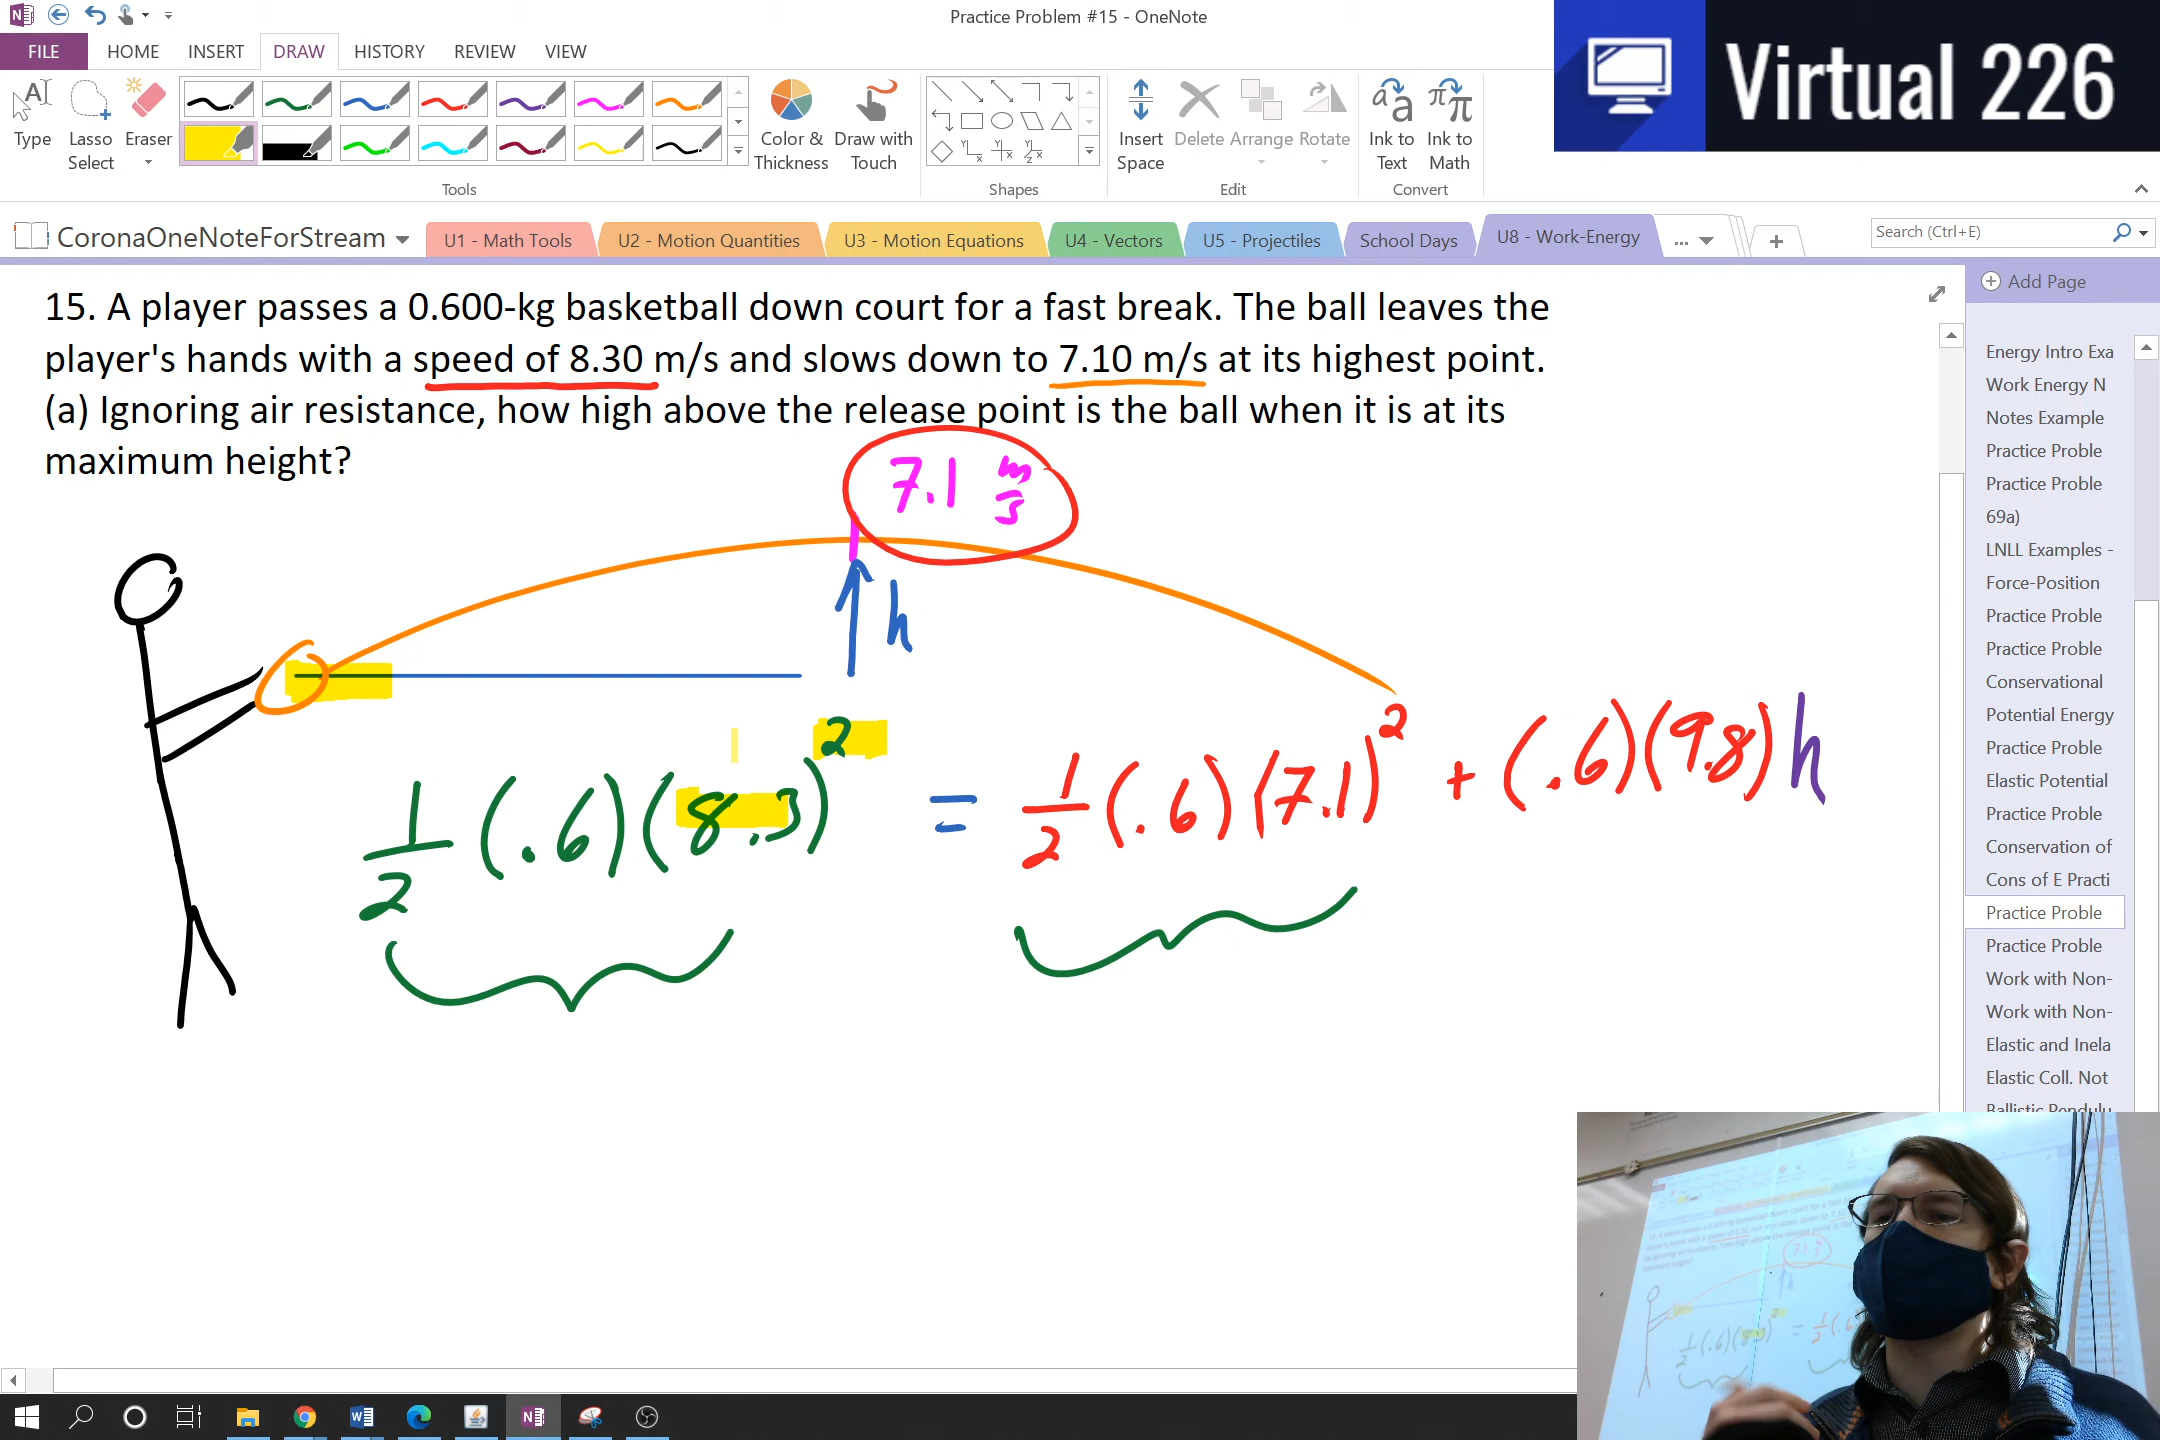 Practice Problem #15 - OneNote
Virtual 226
FILE HOME INSERT DRAW HISTORY REVIEW VIEW
Type
Lasso Select
Eraser
Color & Thickness
Draw with Touch
Insert Space
Delete
Arrange
Rotate
Ink to Text
Ink to Math
Tools
Shapes
Edit
Convert
CoronaOneNoteForStream
U1 - Math Tools
U2 - Motion Quantities
U3 - Motion Equations
U4 - Vectors
U5 - Projectiles
School Days
U8 - Work-Energy
...
Search (Ctrl+E)
15. A player passes a 0.600-kg basketball down court for a fast break. The ball leaves the
player's hands with a speed of 8.30 m/s and slows down to 7.10 m/s at its highest point.
(a) Ignoring air resistance, how high above the release point is the ball when it is at its
maximum height?
7.1 m/s
h
1/2 (.6)(8.3)² = 1/2 (.6)(7.1)² + (.6)(9.8)h
Add Page
Energy Intro Exa
Work Energy N
Notes Example
Practice Proble
Practice Proble
69a)
LNLL Examples -
Force-Position
Practice Proble
Practice Proble
Conservational
Potential Energy
Practice Proble
Elastic Potential
Practice Proble
Conservation of
Cons of E Practi
Practice Proble
Practice Proble
Work with Non-
Work with Non-
Elastic and Inela
Elastic Coll. Not
Ballistic Pendulu